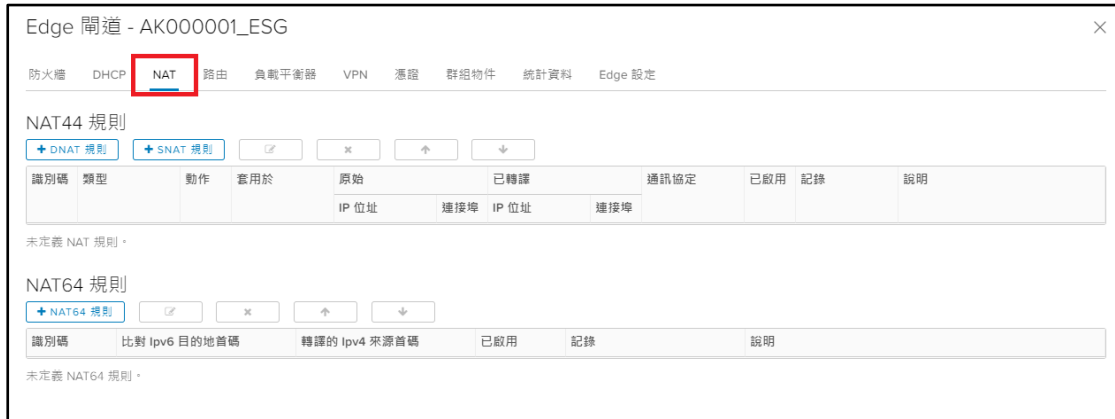 Edge 閘道 - AK000001_ESG
防火牆 DHCP NAT 路由 負載平衡器 VPN 憑證 群組物件 統計資料 Edge 設定
NAT44 規則
+ DNAT 規則 + SNAT 規則
識別碼 類型 動作 套用於 原始 已轉譯 通訊協定 已啟用 記錄 說明
IP 位址 連接埠 IP 位址 連接埠
未定義 NAT 規則。
NAT64 規則
+ NAT64 規則
識別碼 比對 Ipv6 目的地首碼 轉譯的 Ipv4 來源首碼 已啟用 記錄 說明
未定義 NAT64 規則。